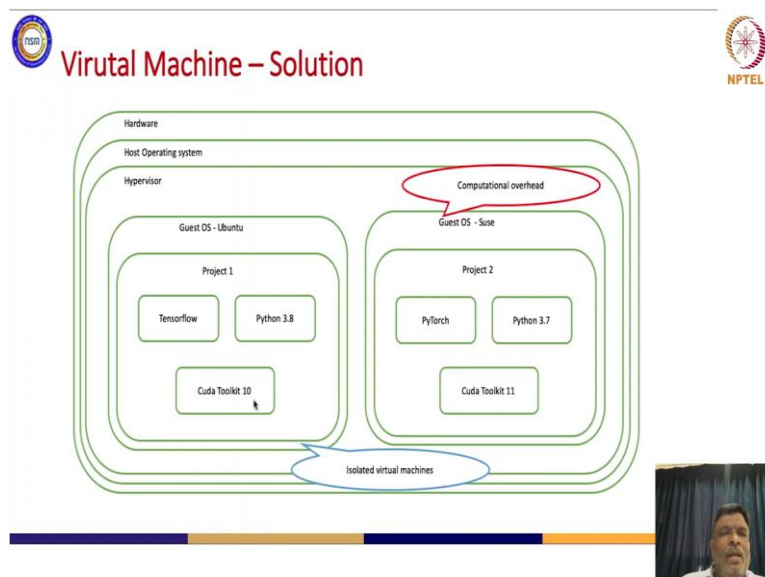 nsm
Virutal Machine – Solution
NPTEL
Hardware
Host Operating system
Hypervisor
Computational overhead
Guest OS - Ubuntu
Guest OS - Suse
Project 1
Project 2
Tensorflow
Python 3.8
PyTorch
Python 3.7
Cuda Toolkit 10
Cuda Toolkit 11
Isolated virtual machines